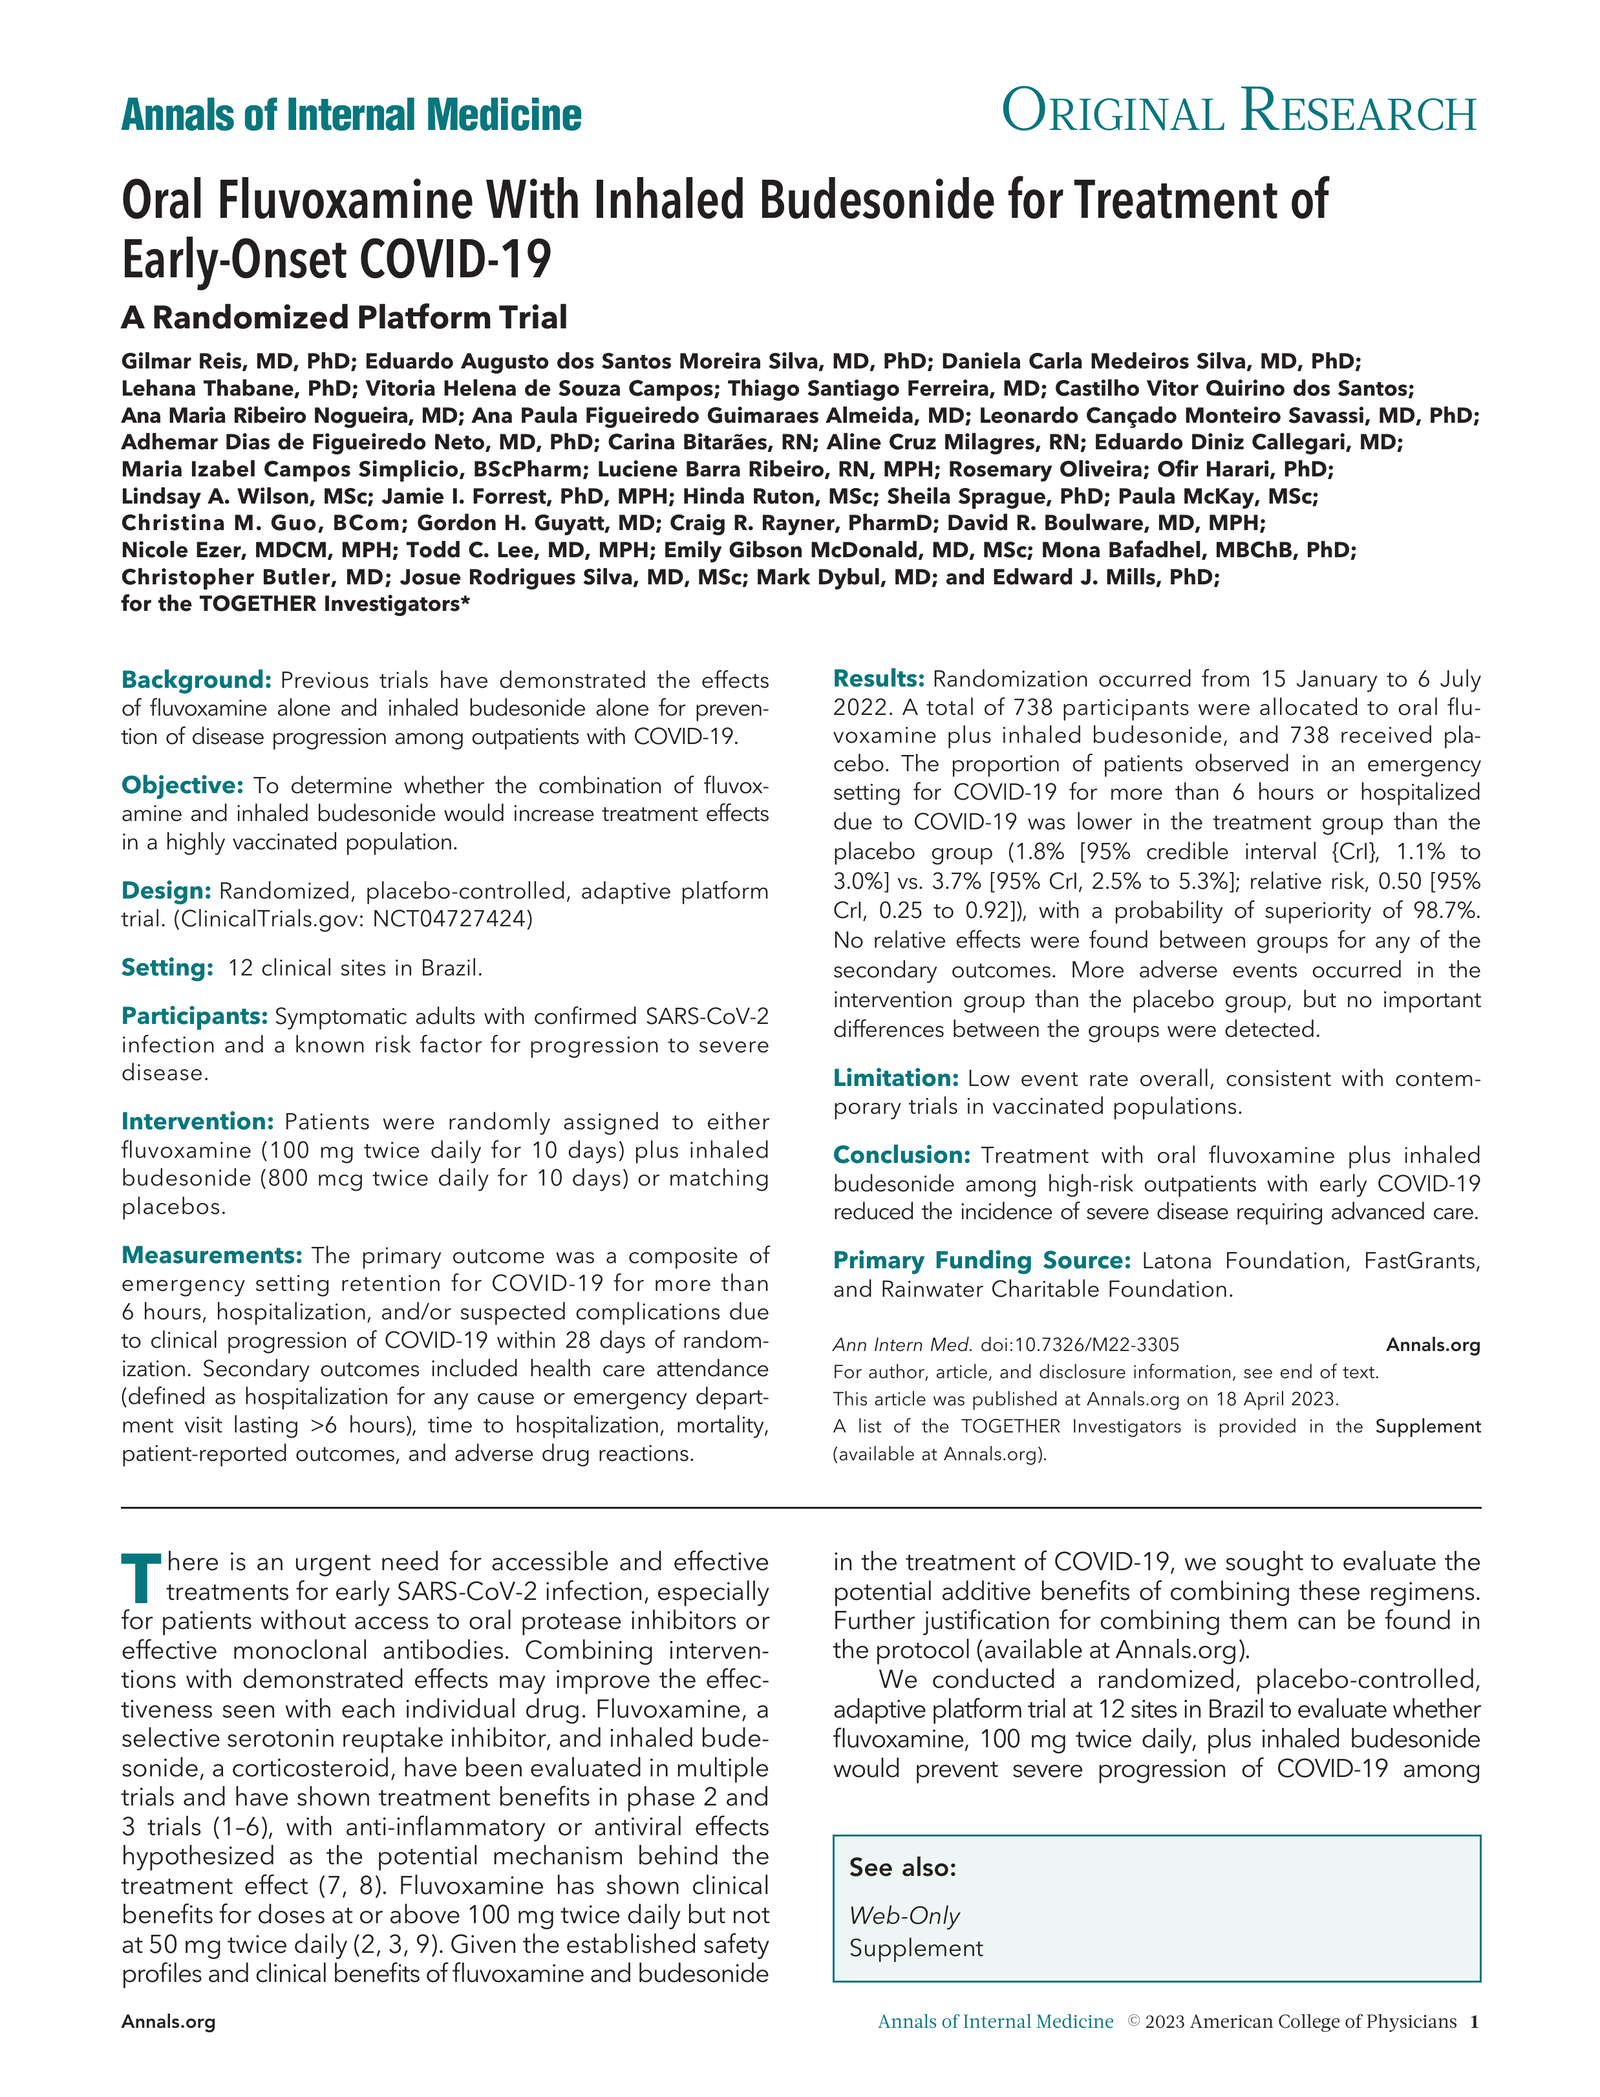 Annals of Internal Medicine
ORIGINAL RESEARCH
Oral Fluvoxamine With Inhaled Budesonide for Treatment of
Early-Onset COVID-19
A Randomized Platform Trial
Gilmar Reis, MD, PhD; Eduardo Augusto dos Santos Moreira Silva, MD, PhD; Daniela Carla Medeiros Silva, MD, PhD;
Lehana Thabane, PhD; Vitoria Helena de Souza Campos; Thiago Santiago Ferreira, MD; Castilho Vitor Quirino dos Santos;
Ana Maria Ribeiro Nogueira, MD; Ana Paula Figueiredo Guimaraes Almeida, MD; Leonardo Cançado Monteiro Savassi, MD, PhD;
Adhemar Dias de Figueiredo Neto, MD, PhD; Carina Bitarães, RN; Aline Cruz Milagres, RN; Eduardo Diniz Callegari, MD;
Maria Izabel Campos Simplicio, BScPharm; Luciene Barra Ribeiro, RN, MPH; Rosemary Oliveira; Ofir Harari, PhD;
Lindsay A. Wilson, MSc; Jamie I. Forrest, PhD, MPH; Hinda Ruton, MSc; Sheila Sprague, PhD; Paula McKay, MSc;
Christina M. Guo, BCom; Gordon H. Guyatt, MD; Craig R. Rayner, PharmD; David R. Boulware, MD, MPH;
Nicole Ezer, MDCM, MPH; Todd C. Lee, MD, MPH; Emily Gibson McDonald, MD, MSc; Mona Bafadhel, MBChB, PhD;
Christopher Butler, MD; Josue Rodrigues Silva, MD, MSc; Mark Dybul, MD; and Edward J. Mills, PhD;
for the TOGETHER Investigators*
Background: Previous trials have demonstrated the effects
of fluvoxamine alone and inhaled budesonide alone for preven-
tion of disease progression among outpatients with COVID-19.
Objective: To determine whether the combination of fluvox-
amine and inhaled budesonide would increase treatment effects
in a highly vaccinated population.
Design: Randomized, placebo-controlled, adaptive platform
trial. (ClinicalTrials.gov: NCT04727424)
Setting: 12 clinical sites in Brazil.
Participants: Symptomatic adults with confirmed SARS-CoV-2
infection and a known risk factor for progression to severe
disease.
Intervention: Patients were randomly assigned to either
fluvoxamine (100 mg twice daily for 10 days) plus inhaled
budesonide (800 mcg twice daily for 10 days) or matching
placebos.
Measurements: The primary outcome was a composite of
emergency setting retention for COVID-19 for more than
6 hours, hospitalization, and/or suspected complications due
to clinical progression of COVID-19 within 28 days of random-
ization. Secondary outcomes included health care attendance
(defined as hospitalization for any cause or emergency depart-
ment visit lasting >6 hours), time to hospitalization, mortality,
patient-reported outcomes, and adverse drug reactions.
Results: Randomization occurred from 15 January to 6 July
2022. A total of 738 participants were allocated to oral flu-
voxamine plus inhaled budesonide, and 738 received pla-
cebo. The proportion of patients observed in an emergency
setting for COVID-19 for more than 6 hours or hospitalized
due to COVID-19 was lower in the treatment group than the
placebo group (1.8% [95% credible interval {CrI}, 1.1% to
3.0%] vs. 3.7% [95% CrI, 2.5% to 5.3%]; relative risk, 0.50 [95%
CrI, 0.25 to 0.92]), with a probability of superiority of 98.7%.
No relative effects were found between groups for any of the
secondary outcomes. More adverse events occurred in the
intervention group than the placebo group, but no important
differences between the groups were detected.
Limitation: Low event rate overall, consistent with contem-
porary trials in vaccinated populations.
Conclusion: Treatment with oral fluvoxamine plus inhaled
budesonide among high-risk outpatients with early COVID-19
reduced the incidence of severe disease requiring advanced care.
Primary Funding Source: Latona Foundation, FastGrants,
and Rainwater Charitable Foundation.
Ann Intern Med. doi:10.7326/M22-3305 Annals.org
For author, article, and disclosure information, see end of text.
This article was published at Annals.org on 18 April 2023.
A list of the TOGETHER Investigators is provided in the Supplement
(available at Annals.org).
There is an urgent need for accessible and effective
treatments for early SARS-CoV-2 infection, especially
for patients without access to oral protease inhibitors or
effective monoclonal antibodies. Combining interven-
tions with demonstrated effects may improve the effec-
tiveness seen with each individual drug. Fluvoxamine, a
selective serotonin reuptake inhibitor, and inhaled bude-
sonide, a corticosteroid, have been evaluated in multiple
trials and have shown treatment benefits in phase 2 and
3 trials (1–6), with anti-inflammatory or antiviral effects
hypothesized as the potential mechanism behind the
treatment effect (7, 8). Fluvoxamine has shown clinical
benefits for doses at or above 100 mg twice daily but not
at 50 mg twice daily (2, 3, 9). Given the established safety
profiles and clinical benefits of fluvoxamine and budesonide
in the treatment of COVID-19, we sought to evaluate the
potential additive benefits of combining these regimens.
Further justification for combining them can be found in
the protocol (available at Annals.org).
We conducted a randomized, placebo-controlled,
adaptive platform trial at 12 sites in Brazil to evaluate whether
fluvoxamine, 100 mg twice daily, plus inhaled budesonide
would prevent severe progression of COVID-19 among
See also:
Web-Only
Supplement
Annals.org
Annals of Internal Medicine © 2023 American College of Physicians 1